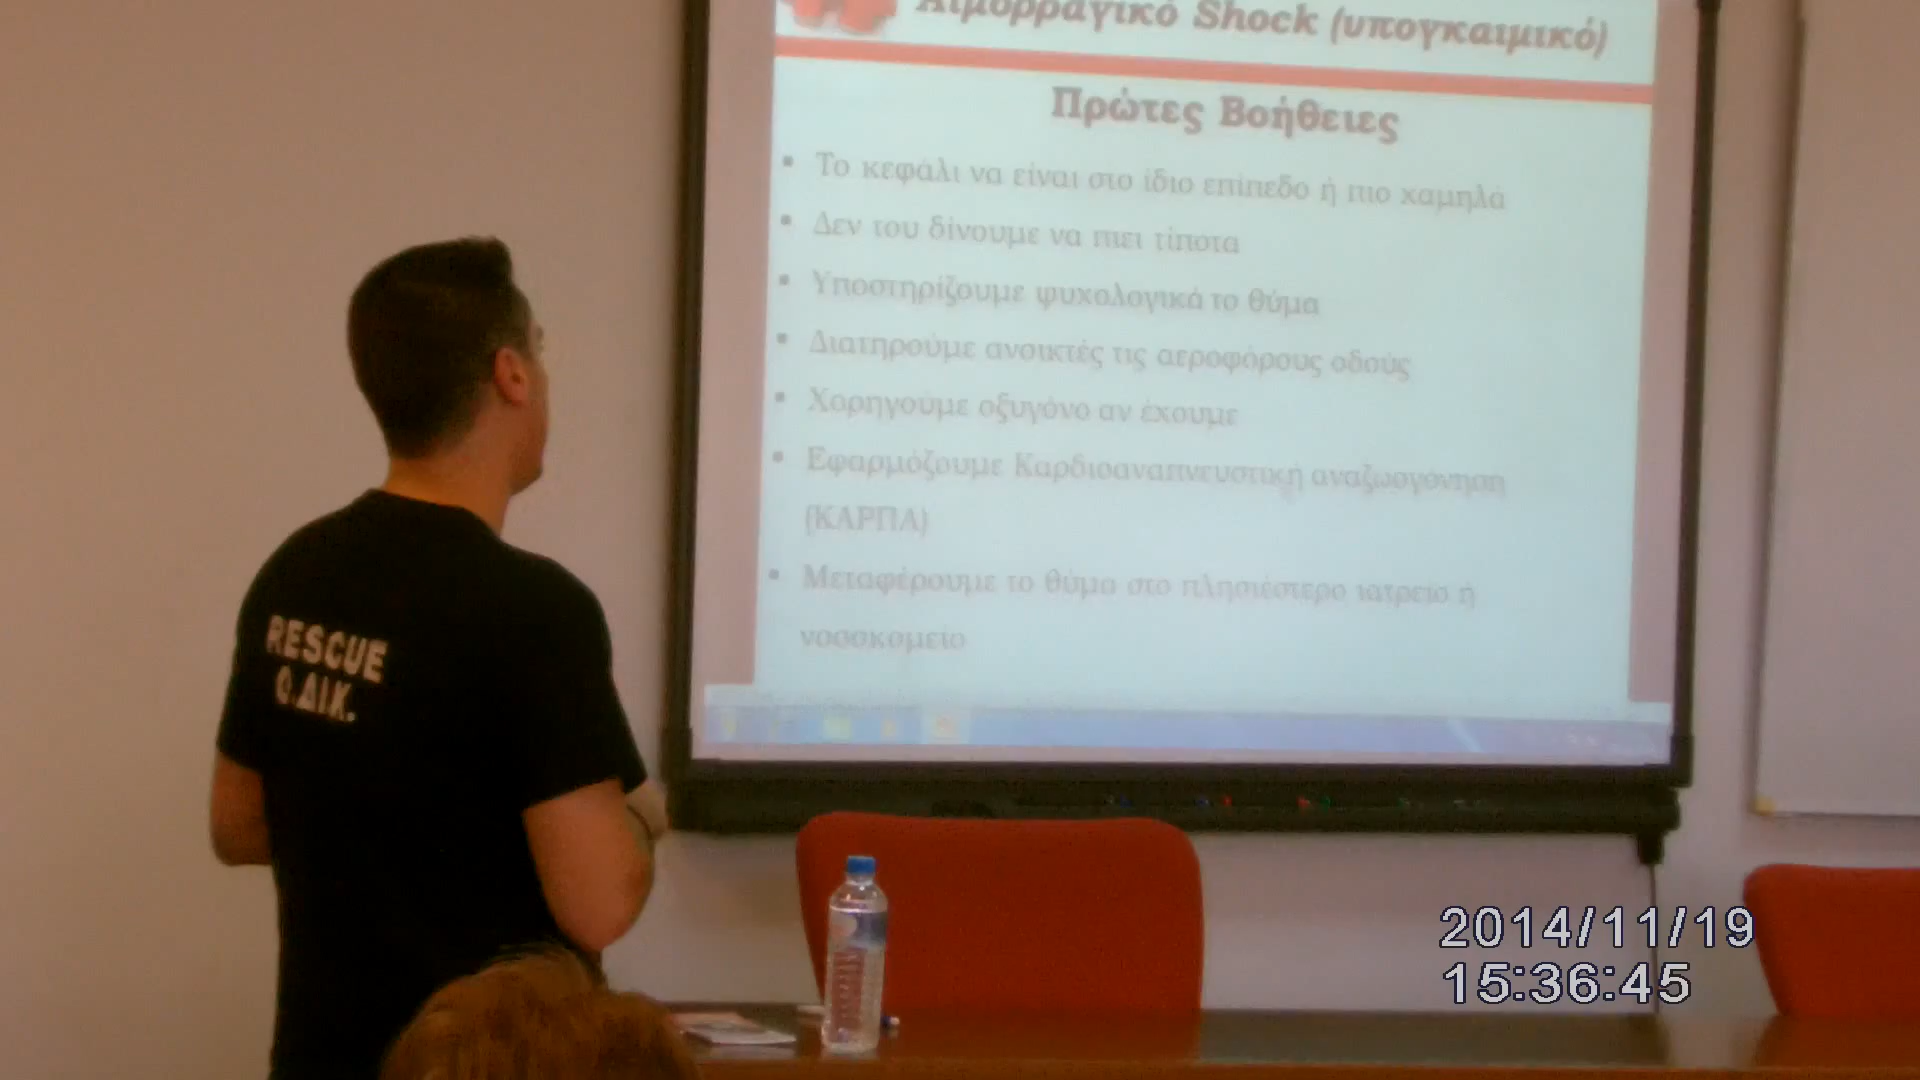 Αιμορραγικό Shock (υπογκαιμικό)
Πρώτες Βοήθειες
• Το κεφάλι να είναι στο ίδιο επίπεδο ή πιο χαμηλά
• Δεν του δίνουμε να πιει τίποτα
• Υποστηρίζουμε ψυχολογικά το θύμα
• Διατηρούμε ανοικτές τις αεροφόρους οδούς
• Χορηγούμε οξυγόνο αν έχουμε
• Εφαρμόζουμε Καρδιοαναπνευστική αναζωογόνηση
(ΚΑΡΠΑ)
• Μεταφέρουμε το θύμα στο πλησιέστερο ιατρείο ή
νοσοκομείο
RESCUE
Ο.ΔΙ.Κ.
2014/11/19
15:36:45